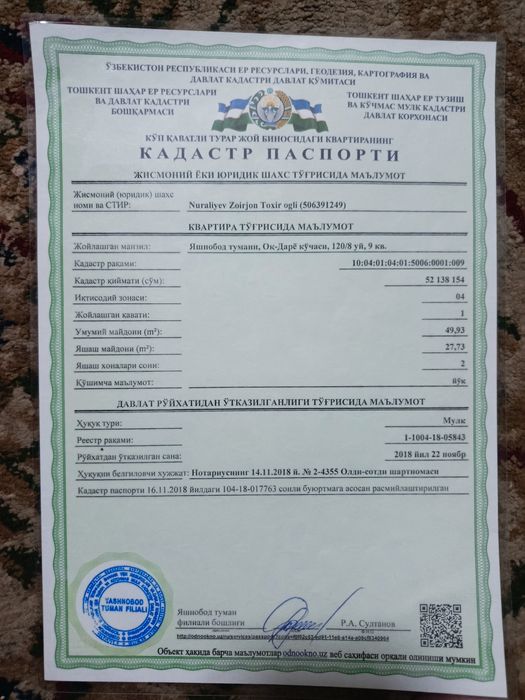 ЎЗБЕКИСТОН РЕСПУБЛИКАСИ ЕР РЕСУРСЛАРИ, ГЕОДЕЗИЯ, КАРТОГРАФИЯ ВА
ДАВЛАТ КАДАСТРИ ДАВЛАТ ҚЎМИТАСИ
ТОШКЕНТ ШАҲАР ЕР РЕСУРСЛАРИ
ВА ДАВЛАТ КАДАСТРИ
БОШҚАРМАСИ
ТОШКЕНТ ШАҲАР ЕР ТУЗИШ
ВА КЎЧМАС МУЛК КАДАСТРИ
ДАВЛАТ КОРХОНАСИ
КЎП ҚАВАТЛИ ТУРАР ЖОЙ БИНОСИДАГИ КВАРТИРАНИНГ
КАДАСТР ПАСПОРТИ
ЖИСМОНИЙ ЁКИ ЮРИДИК ШАХС ТЎҒРИСИДА МАЪЛУМОТ
Жисмоний (юридик) шахс
номи ва СТИР: Nuraliyev Zoirjon Toxir ogli (506391249)
КВАРТИРА ТЎҒРИСИДА МАЪЛУМОТ
Жойлашган манзил: Яшнобод тумани, Ок-Дарё кўчаси, 120/8 уй, 9 кв.
Кадастр раками: 10:04:01:04:01:5006:0001:009
Кадастр қиймати (сўм): 52 138 154
Иқтисодий зонаси: 04
Жойлашган қавати: 1
Умумий майдони (m²): 49,93
Яшаш майдони (m²): 27,73
Яшаш хоналари сони: 2
Қўшимча маълумот: йўқ
ДАВЛАТ РЎЙХАТИДАН ЎТКАЗИЛГАНЛИГИ ТЎҒРИСИДА МАЪЛУМОТ
Ҳуқуқ тури: Мулк
Реестр раками: 1-1004-18-05843
Рўйхатдан ўтказилган сана: 2018 йил 22 ноябр
Ҳуқуқни белгиловчи ҳужжат: Нотариуснинг 14.11.2018 й. № 2-4355 Олди-сотди шартномаси
Кадастр паспорти 16.11.2018 йилдаги 104-18-017763 сонли буюртмага асосан расмийлаштирилган
TASHNOBOD
TUMAN FILIALI
Яшнобод туман
филиали бошлиғи Р.А. Султанов
Объект ҳақида барча маълумотлар odnookno.uz веб саҳифаси орқали олиниши мумкин